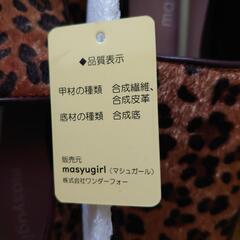 ◆品質表示
甲材の種類 合成繊維、
合成皮革
底材の種類 合成底
販売元
masyugirl（マシュガール）
株式会社ワンダーフォー